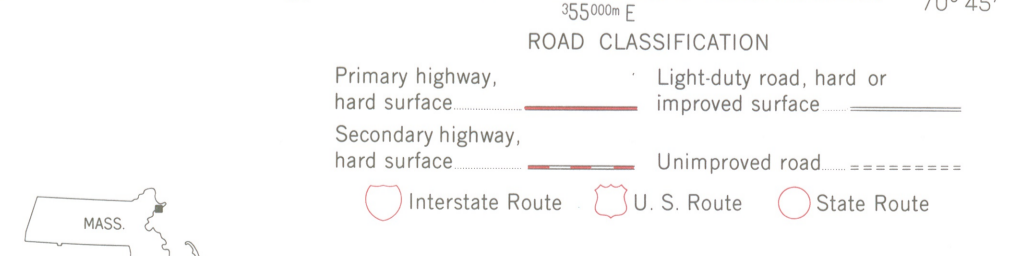 ³55⁰⁰⁰ᵐ E
70° 45'
ROAD CLASSIFICATION
Primary highway,
hard surface
Light-duty road, hard or
improved surface
Secondary highway,
hard surface
Unimproved road
Interstate Route
U. S. Route
State Route
MASS.